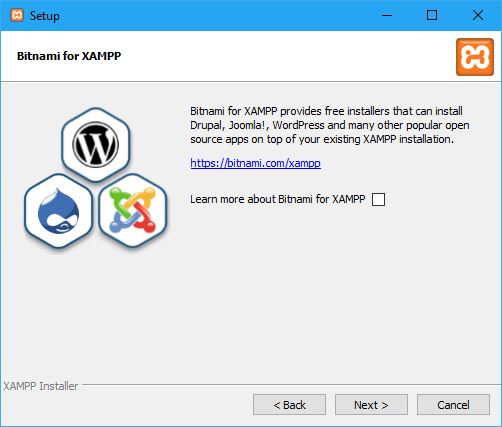 Setup
Bitnami for XAMPP
Bitnami for XAMPP provides free installers that can install
Drupal, Joomla!, WordPress and many other popular open
source apps on top of your existing XAMPP installation.
https://bitnami.com/xampp
Learn more about Bitnami for XAMPP
XAMPP Installer
< Back
Next >
Cancel